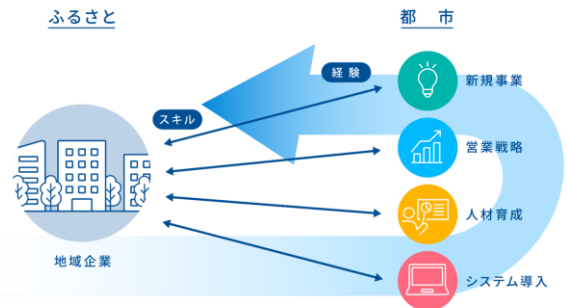 ふるさと
都 市
経験
スキル
新規事業
営業戦略
人材育成
システム導入
地域企業